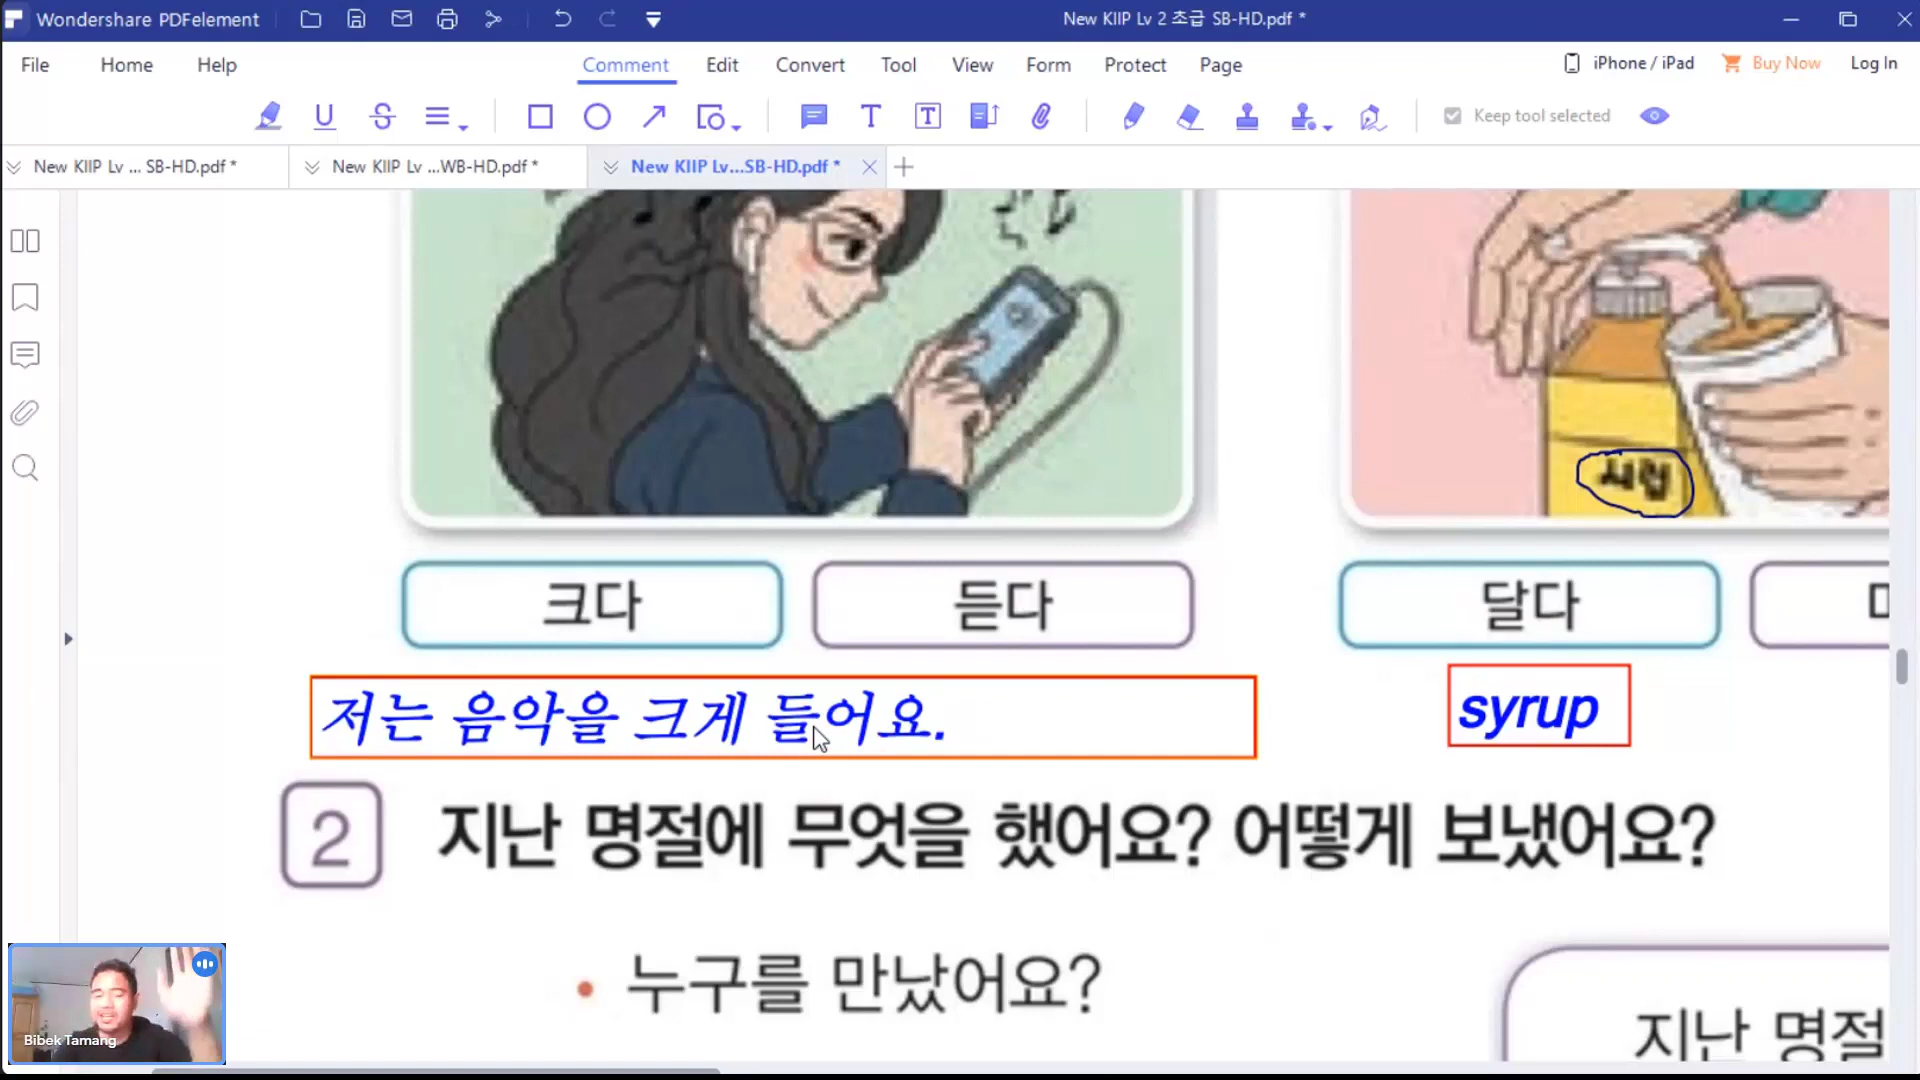 Wondershare PDFelement
New KIIP Lv 2 초급 SB-HD.pdf *
File Home Help Comment Edit Convert Tool View Form Protect Page iPhone / iPad Buy Now Log In
Keep tool selected
New KIIP Lv ... SB-HD.pdf * New KIIP Lv ...WB-HD.pdf * New KIIP Lv...SB-HD.pdf *
시럽
크다 듣다 달다
저는 음악을 크게 들어요. syrup
2 지난 명절에 무엇을 했어요? 어떻게 보냈어요?
• 누구를 만났어요?
지난 명절
Bibek Tamang